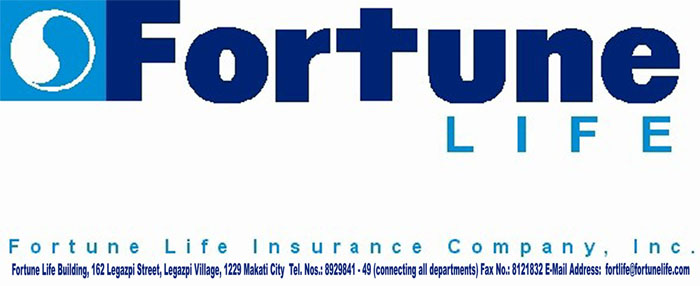 Fortune
LIFE
Fortune Life Insurance Company, Inc.
Fortune Life Building, 162 Legazpi Street, Legazpi Village, 1229 Makati City Tel. Nos.: 8929841 - 49 (connecting all departments) Fax No.: 8121832 E-Mail Address: fortlife@fortunelife.com